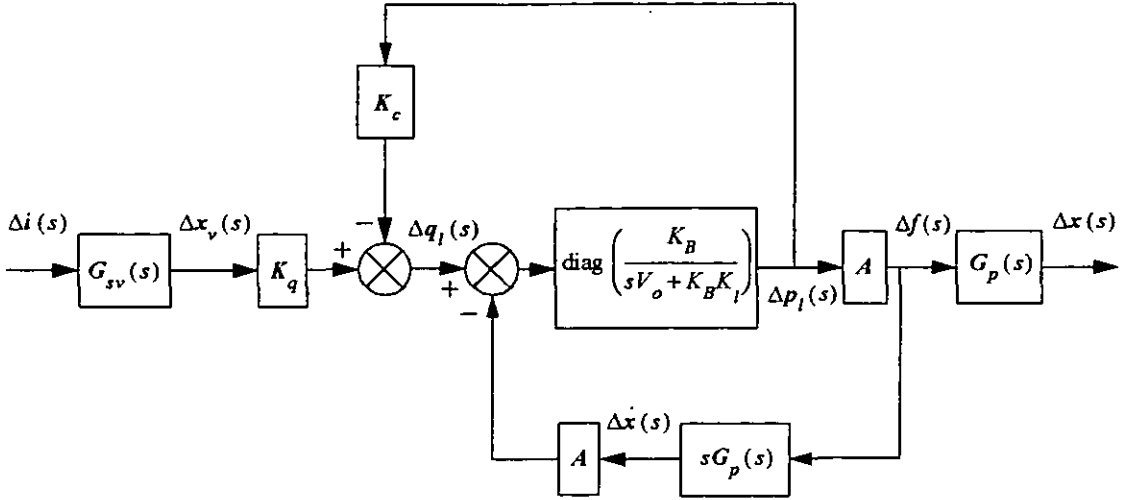 K_c
Δi(s)
G_sv(s)
Δx_v(s)
K_q
+
−
Δq_l(s)
+
−
diag ( K_B / (sV_o + K_B K_l) )
Δp_l(s)
A
Δf(s)
G_p(s)
Δx(s)
A
Δẋ(s)
sG_p(s)